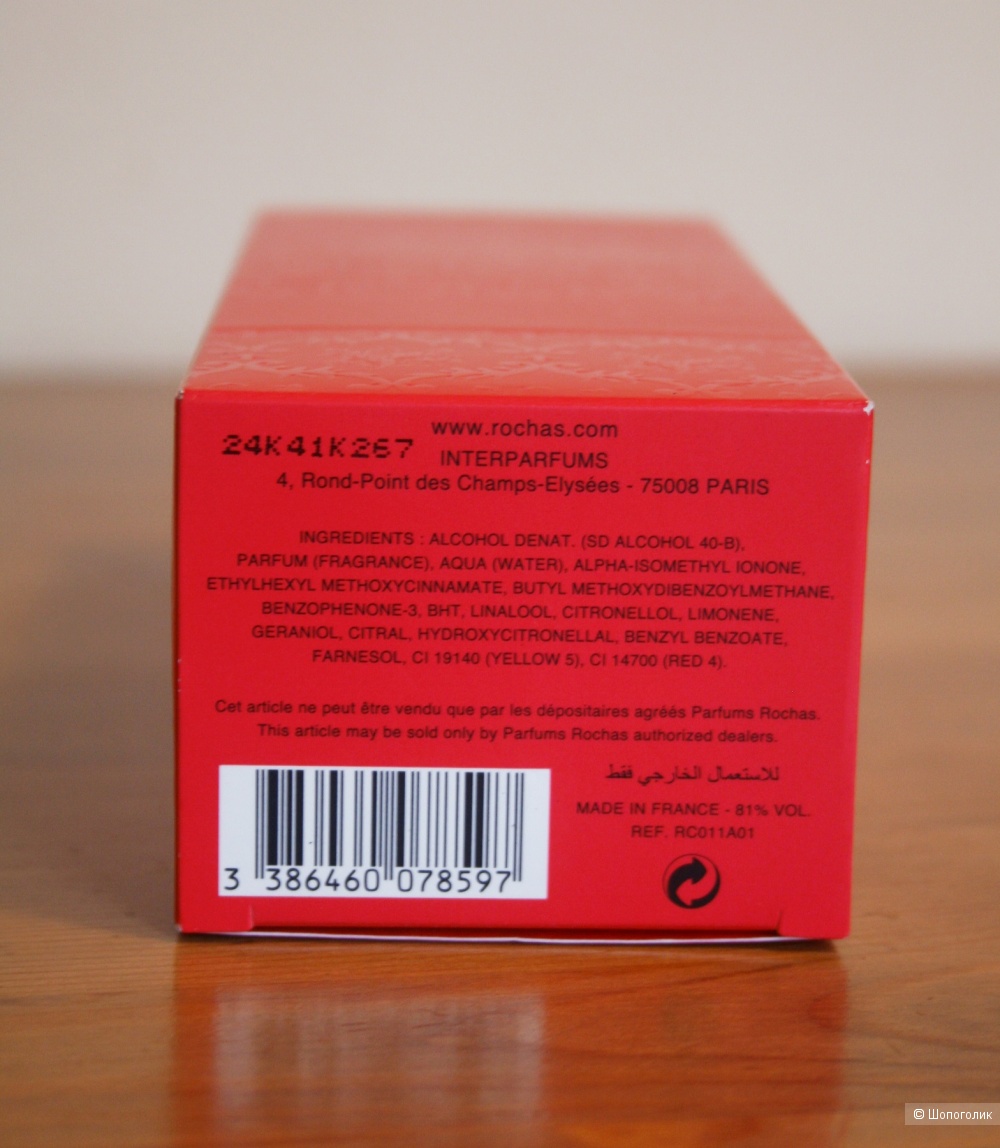 www.rochas.com
24K41K267
INTERPARFUMS
4, Rond-Point des Champs-Elysées - 75008 PARIS
INGREDIENTS : ALCOHOL DENAT. (SD ALCOHOL 40-B),
PARFUM (FRAGRANCE), AQUA (WATER), ALPHA-ISOMETHYL IONONE,
ETHYLHEXYL METHOXYCINNAMATE, BUTYL METHOXYDIBENZOYLMETHANE,
BENZOPHENONE-3, BHT, LINALOOL, CITRONELLOL, LIMONENE,
GERANIOL, CITRAL, HYDROXYCITRONELLAL, BENZYL BENZOATE,
FARNESOL, CI 19140 (YELLOW 5), CI 14700 (RED 4).
Cet article ne peut être vendu que par les dépositaires agréés Parfums Rochas.
This article may be sold only by Parfums Rochas authorized dealers.
للاستعمال الخارجي فقط
MADE IN FRANCE - 81% VOL.
REF. RC011A01
3 386460 078597
© Шопоголик